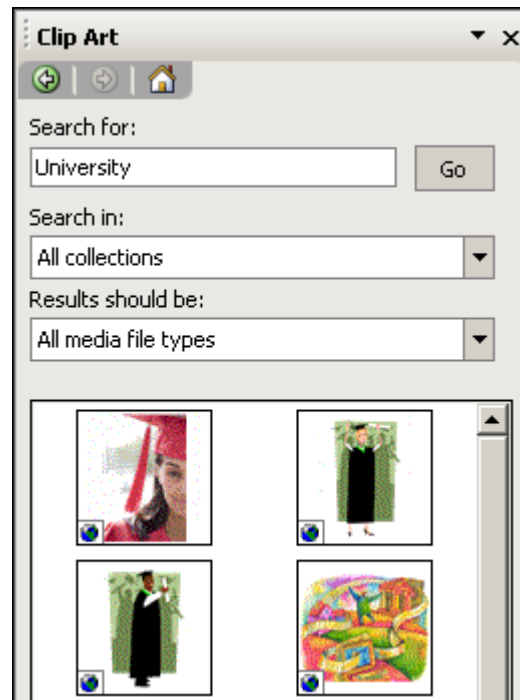 Clip Art
Search for:
University
Go
Search in:
All collections
Results should be:
All media file types